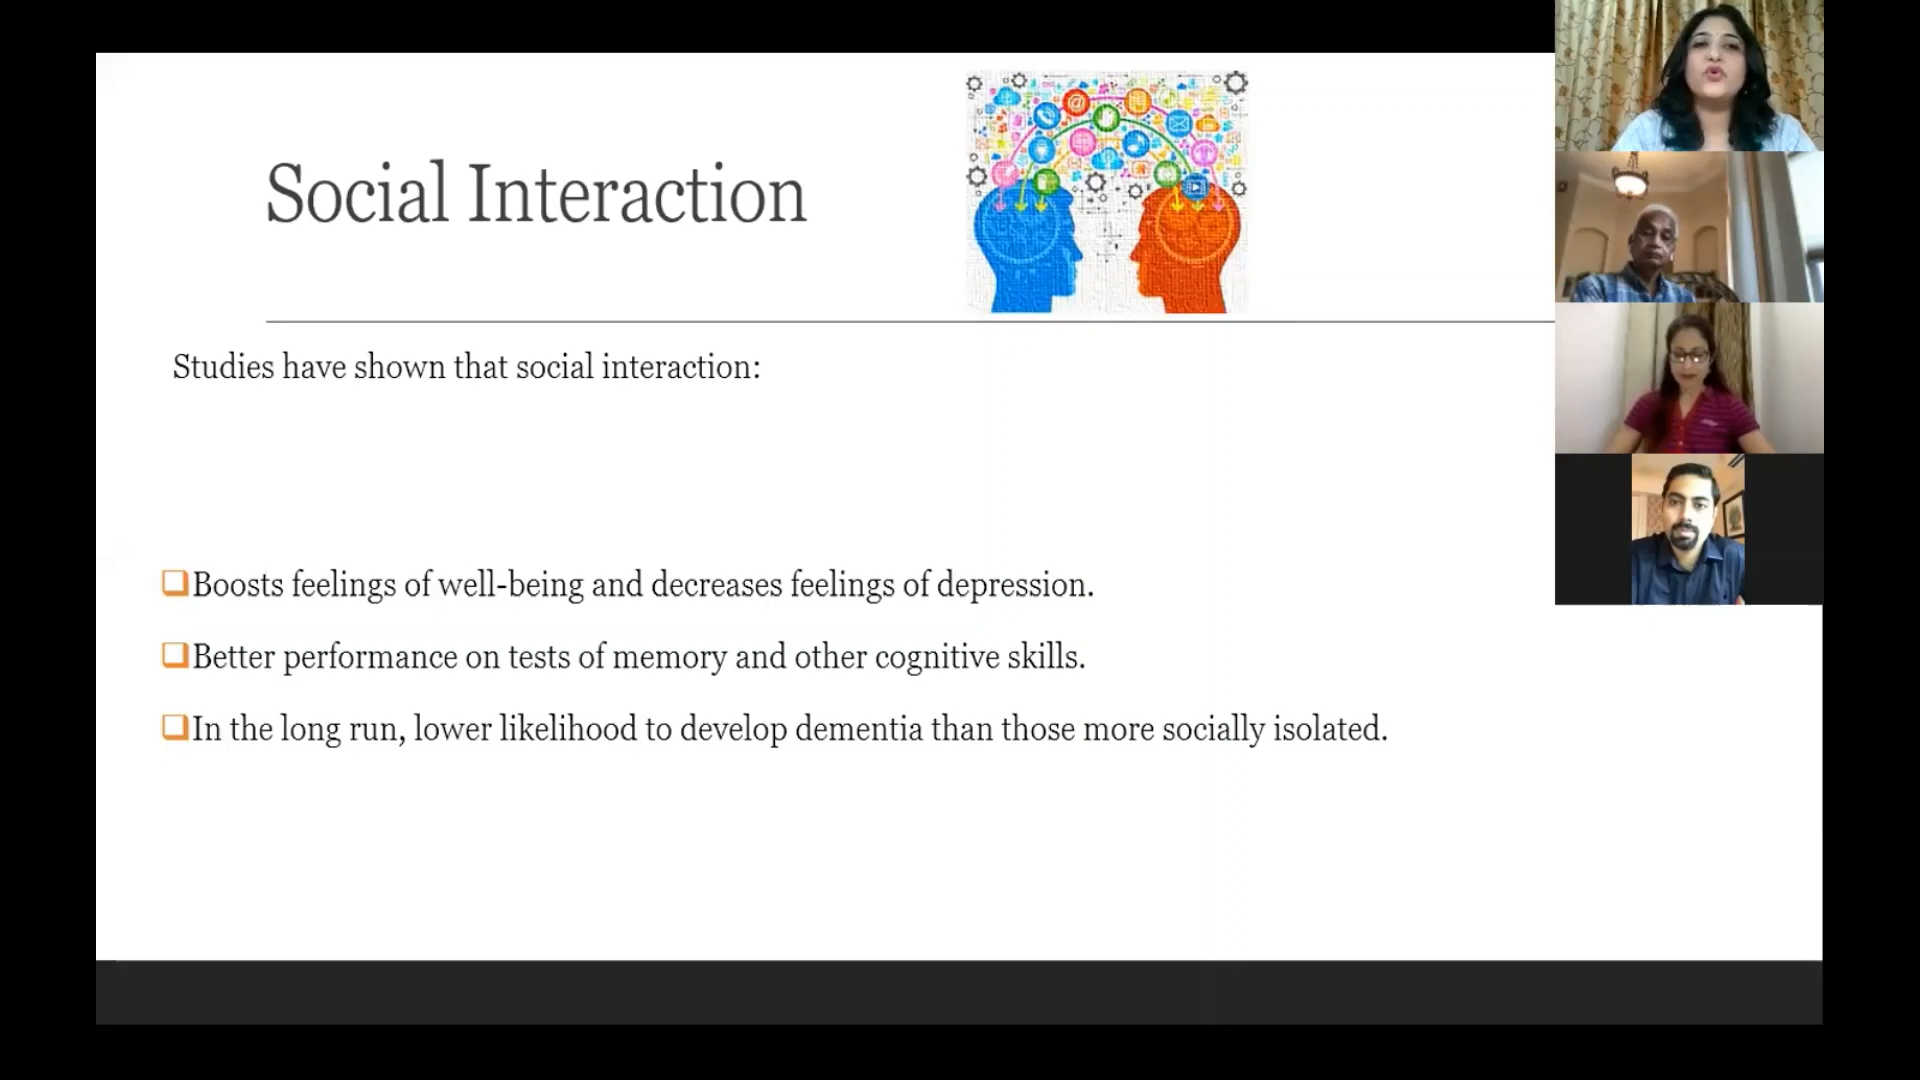 Social Interaction
Studies have shown that social interaction:
Boosts feelings of well-being and decreases feelings of depression.
Better performance on tests of memory and other cognitive skills.
In the long run, lower likelihood to develop dementia than those more socially isolated.